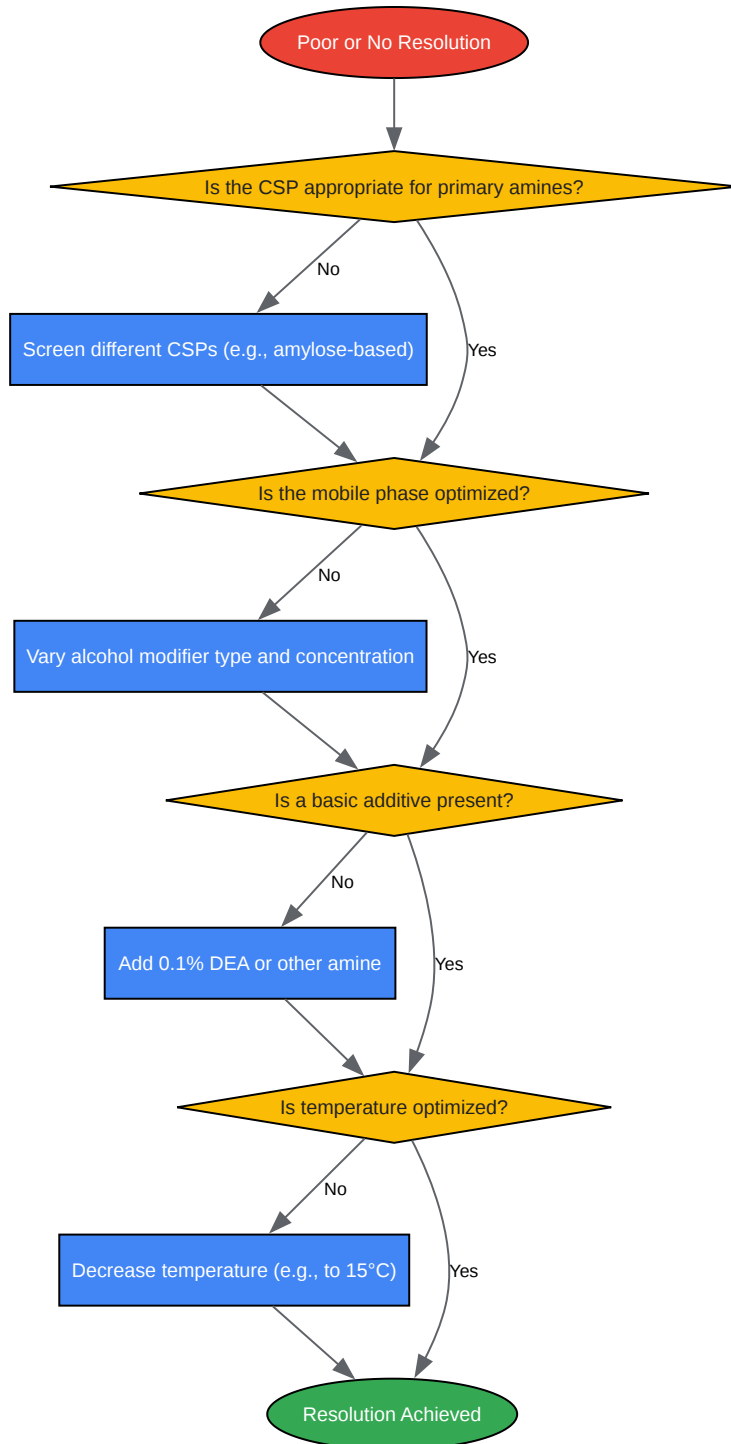 Poor or No Resolution
Is the CSP appropriate for primary amines?
No
Screen different CSPs (e.g., amylose-based)
Yes
Is the mobile phase optimized?
No
Vary alcohol modifier type and concentration
Yes
Is a basic additive present?
No
Add 0.1% DEA or other amine
Yes
Is temperature optimized?
No
Decrease temperature (e.g., to 15°C)
Yes
Resolution Achieved